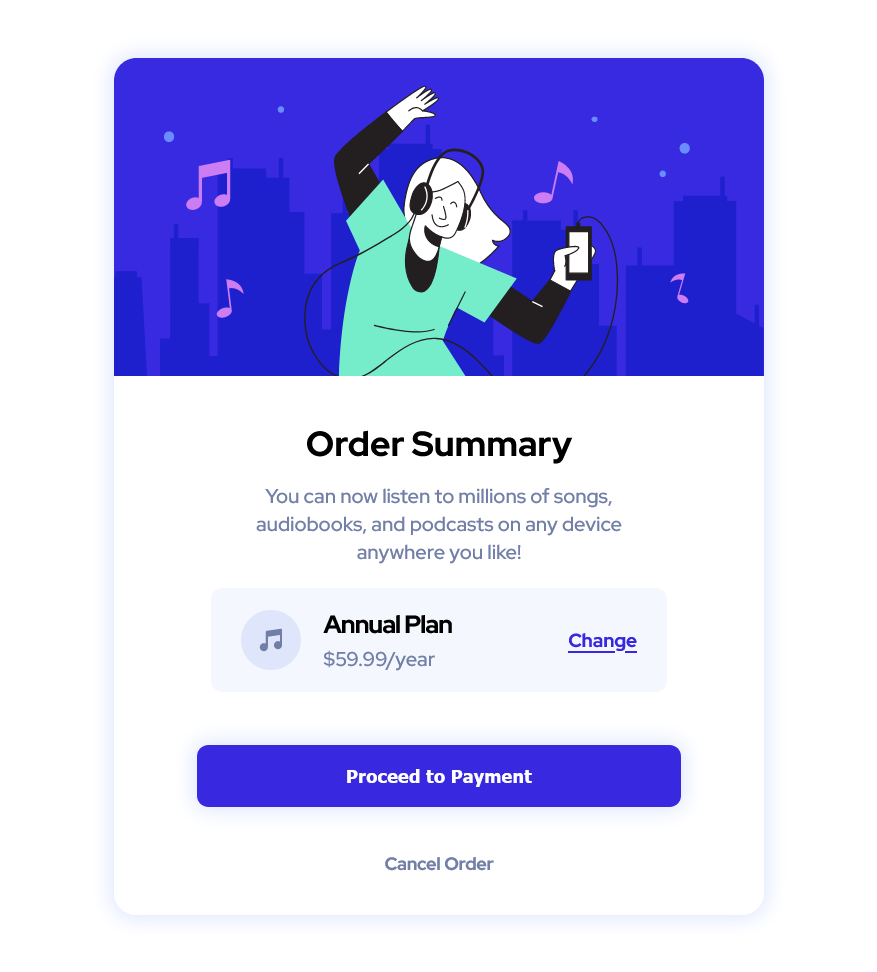 Order Summary
You can now listen to millions of songs,
audiobooks, and podcasts on any device
anywhere you like!
Annual Plan
$59.99/year
Change
Proceed to Payment
Cancel Order